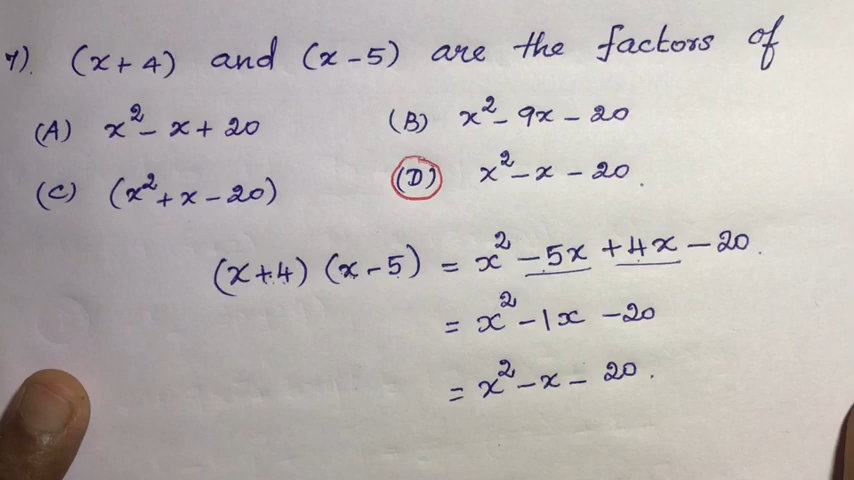 7). (x+4) and (x-5) are the factors of
(A) x² - x + 20 (B) x² - 9x - 20
(C) (x² + x - 20) (D) x² - x - 20.
(x+4) (x-5) = x² - 5x + 4x - 20.
= x² - 1x - 20
= x² - x - 20.